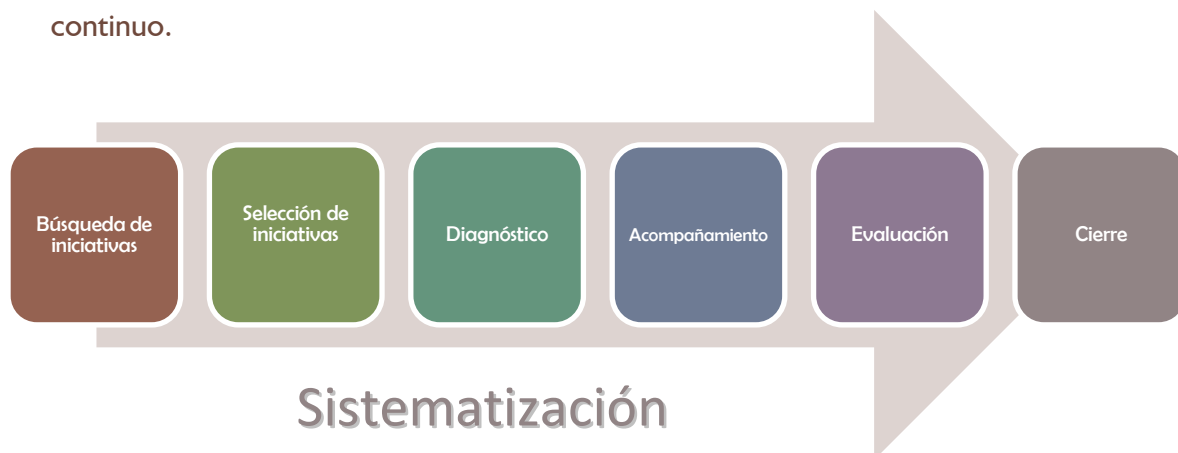 continuo.
Búsqueda de
iniciativas
Selección de
iniciativas
Diagnóstico
Acompañamiento
Evaluación
Cierre
Sistematización